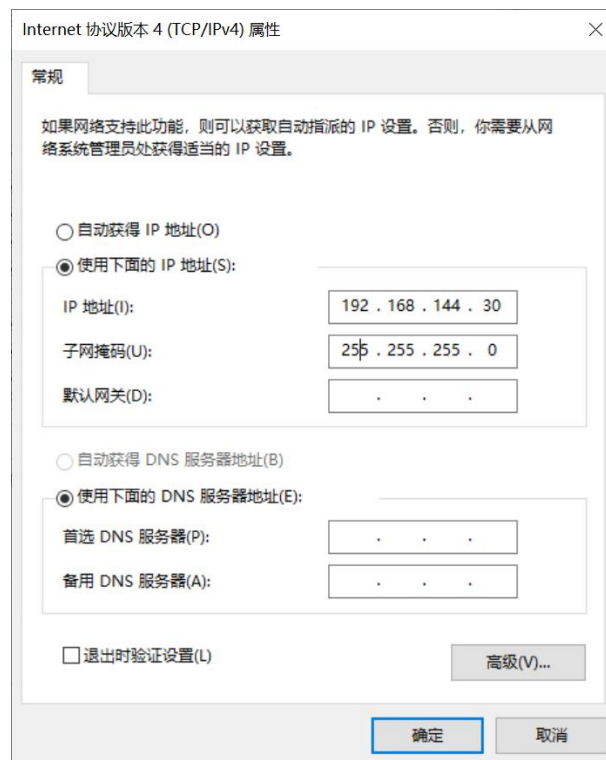 Internet 协议版本 4 (TCP/IPv4) 属性
常规
如果网络支持此功能，则可以获取自动指派的 IP 设置。否则，你需要从网
络系统管理员处获得适当的 IP 设置。
自动获得 IP 地址(O)
使用下面的 IP 地址(S):
IP 地址(I): 192 . 168 . 144 . 30
子网掩码(U): 255 . 255 . 255 . 0
默认网关(D): . . .
自动获得 DNS 服务器地址(B)
使用下面的 DNS 服务器地址(E):
首选 DNS 服务器(P): . . .
备用 DNS 服务器(A): . . .
退出时验证设置(L)
高级(V)...
确定 取消